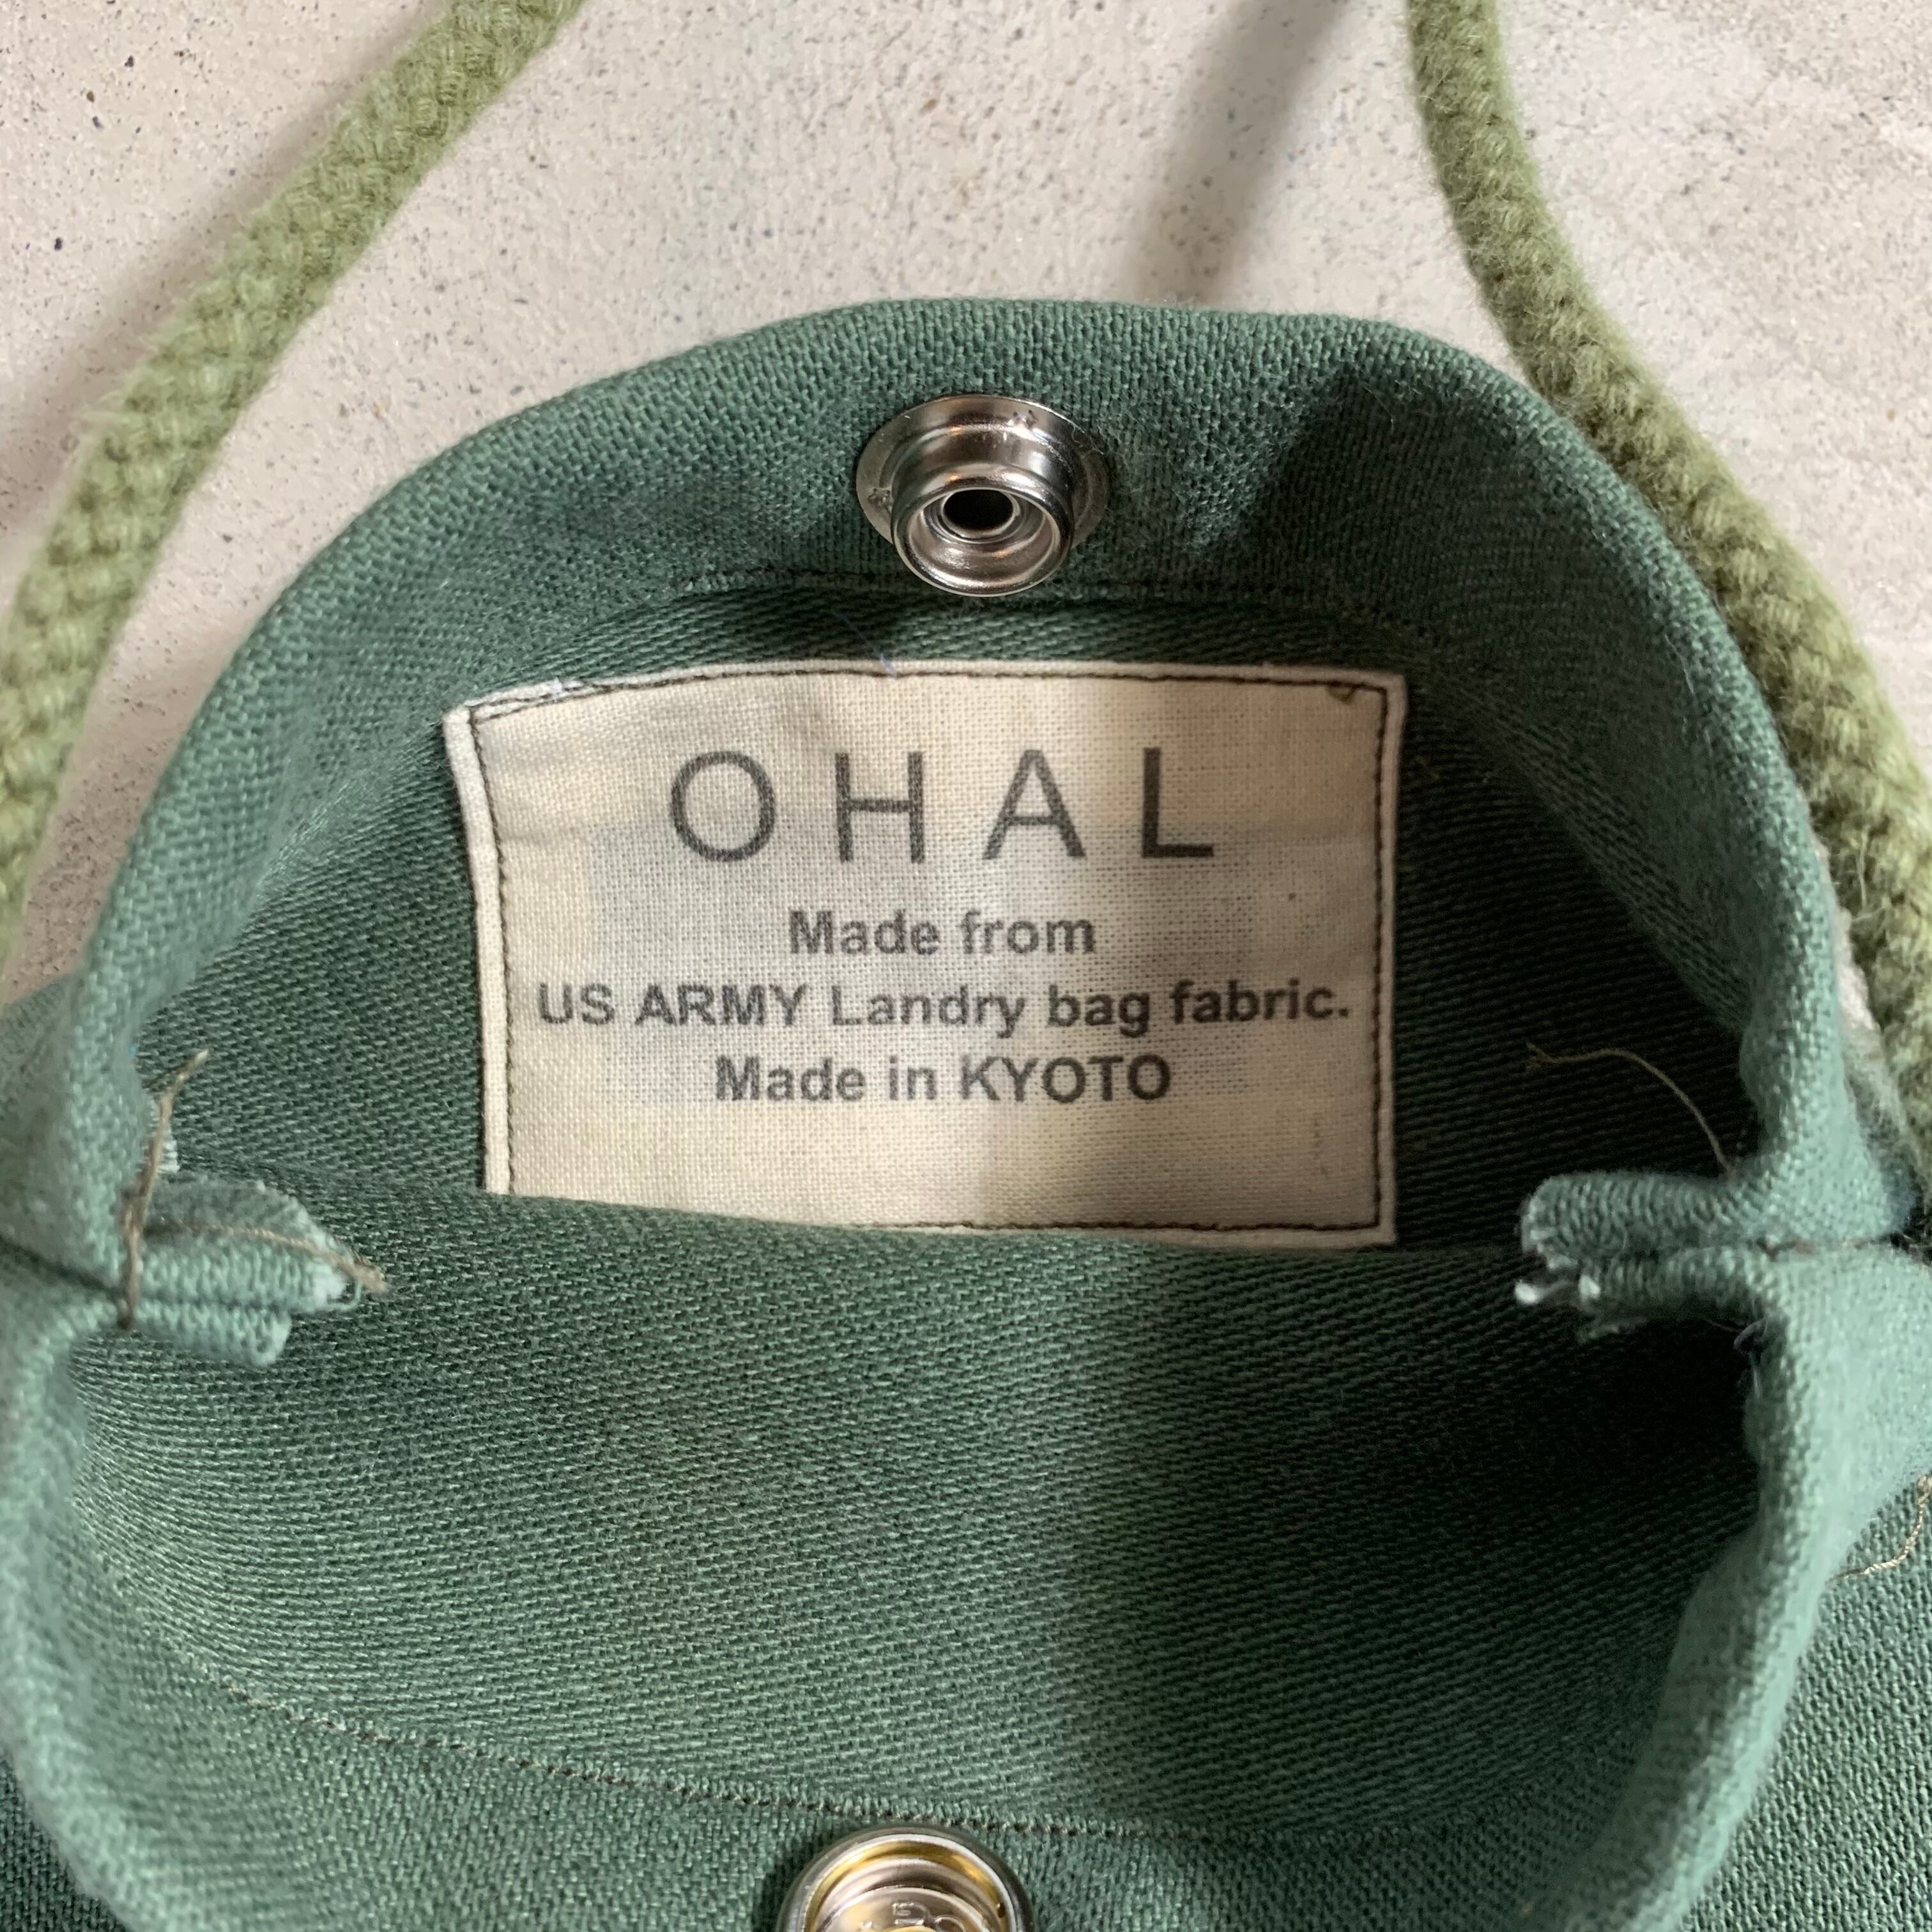 OHAL
Made from
US ARMY Landry bag fabric.
Made in KYOTO